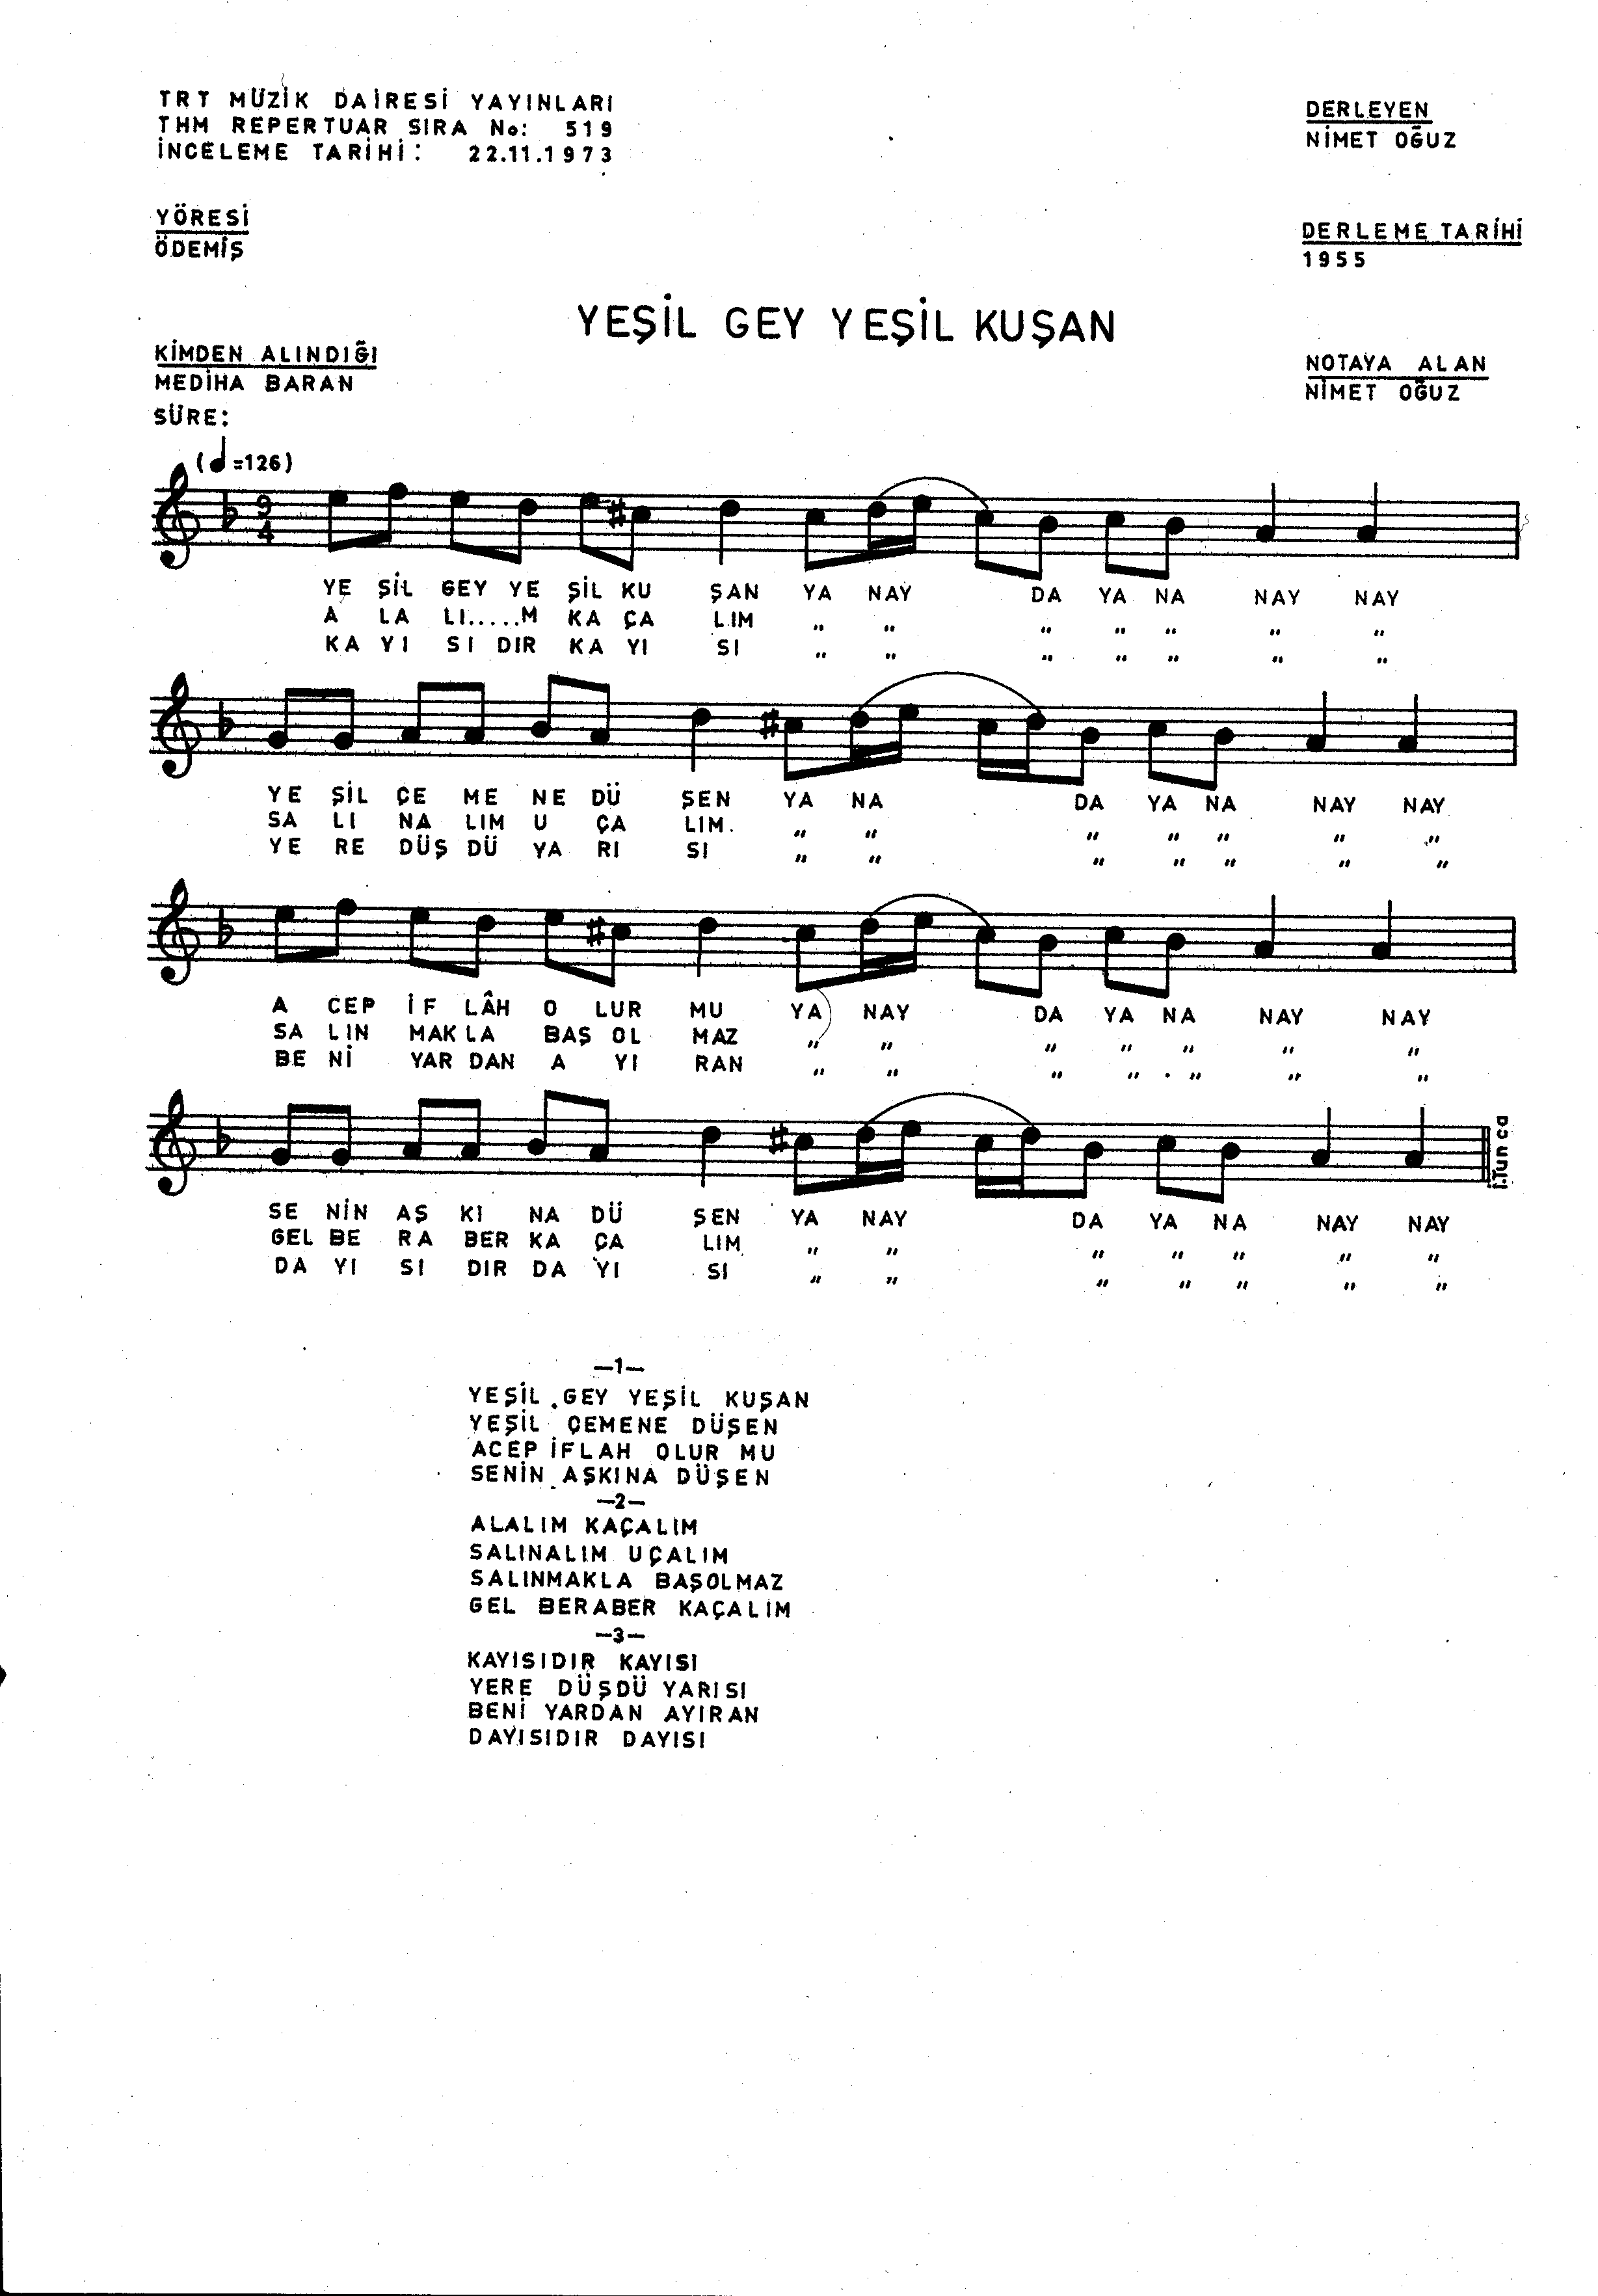 TRT MÜZİK DAİRESİ YAYINLARI
THM REPERTUAR SIRA No: 519
İNCELEME TARİHİ: 22.11.1973
DERLEYEN
NİMET OĞUZ
YÖRESİ
ÖDEMİŞ
DERLEME TARİHİ
1955
YEŞİL GEY YEŞİL KUŞAN
KİMDEN ALINDIĞI
MEDİHA BARAN
NOTAYA ALAN
NİMET OĞUZ
SÜRE:
(♩=126)
9
4
YE ŞİL GEY YE ŞİL KU ŞAN YA NAY DA YA NA NAY NAY
A LA LI.....M KA ÇA LIM " " " " " " "
KA YI SI DIR KA YI SI " " " " " " "
YE ŞİL ÇE ME NE DÜ ŞEN YA NA DA YA NA NAY NAY
SA LI NA LIM U ÇA LIM. " " " " " " "
YE RE DÜŞ DÜ YA RI SI " " " " " " "
A CEP İF LÂH O LUR MU YA NAY DA YA NA NAY NAY
SA LIN MAK LA BAŞ OL MAZ " " " " " " "
BE Nİ YAR DAN A YI RAN " " " " " " "
SE NİN AŞ KI NA DÜ ŞEN YA NAY DA YA NA NAY NAY
GEL BE RA BER KA ÇA LIM " " " " " " "
DA YI SI DIR DA YI SI " " " " " " "
İ.Tunca
—1—
YEŞİL GEY YEŞİL KUŞAN
YEŞİL ÇEMENE DÜŞEN
ACEP İFLAH OLUR MU
SENİN AŞKINA DÜŞEN
—2—
ALALIM KAÇALIM
SALINALIM UÇALIM
SALINMAKLA BAŞOLMAZ
GEL BERABER KAÇALIM
—3—
KAYISIDIR KAYISI
YERE DÜŞDÜ YARISI
BENİ YARDAN AYIRAN
DAYISIDIR DAYISI